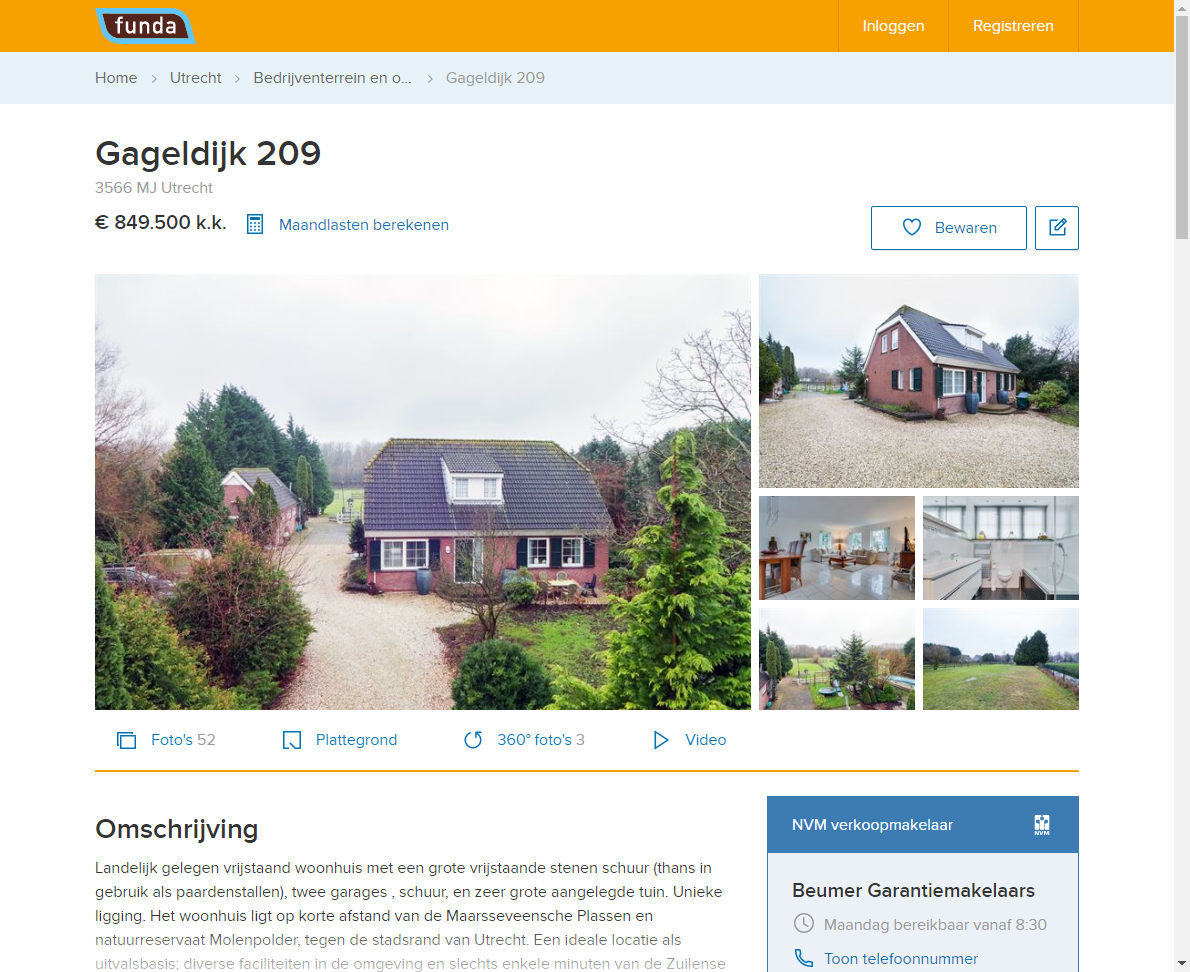 funda
Inloggen
Registreren
Home > Utrecht > Bedrijventerrein en o... > Gageldijk 209
Gageldijk 209
3566 MJ Utrecht
€ 849.500 k.k.
Maandlasten berekenen
Bewaren
Foto's 52
Plattegrond
360° foto's 3
Video
Omschrijving
Landelijk gelegen vrijstaand woonhuis met een grote vrijstaande stenen schuur (thans in
gebruik als paardenstallen), twee garages , schuur, en zeer grote aangelegde tuin. Unieke
ligging. Het woonhuis ligt op korte afstand van de Maarsseveensche Plassen en
natuurreservaat Molenpolder, tegen de stadsrand van Utrecht. Een ideale locatie als
uitvalsbasis; diverse faciliteiten in de omgeving en slechts enkele minuten van de Zuilense
NVM verkoopmakelaar
NVM
Beumer Garantiemakelaars
Maandag bereikbaar vanaf 8:30
Toon telefoonnummer